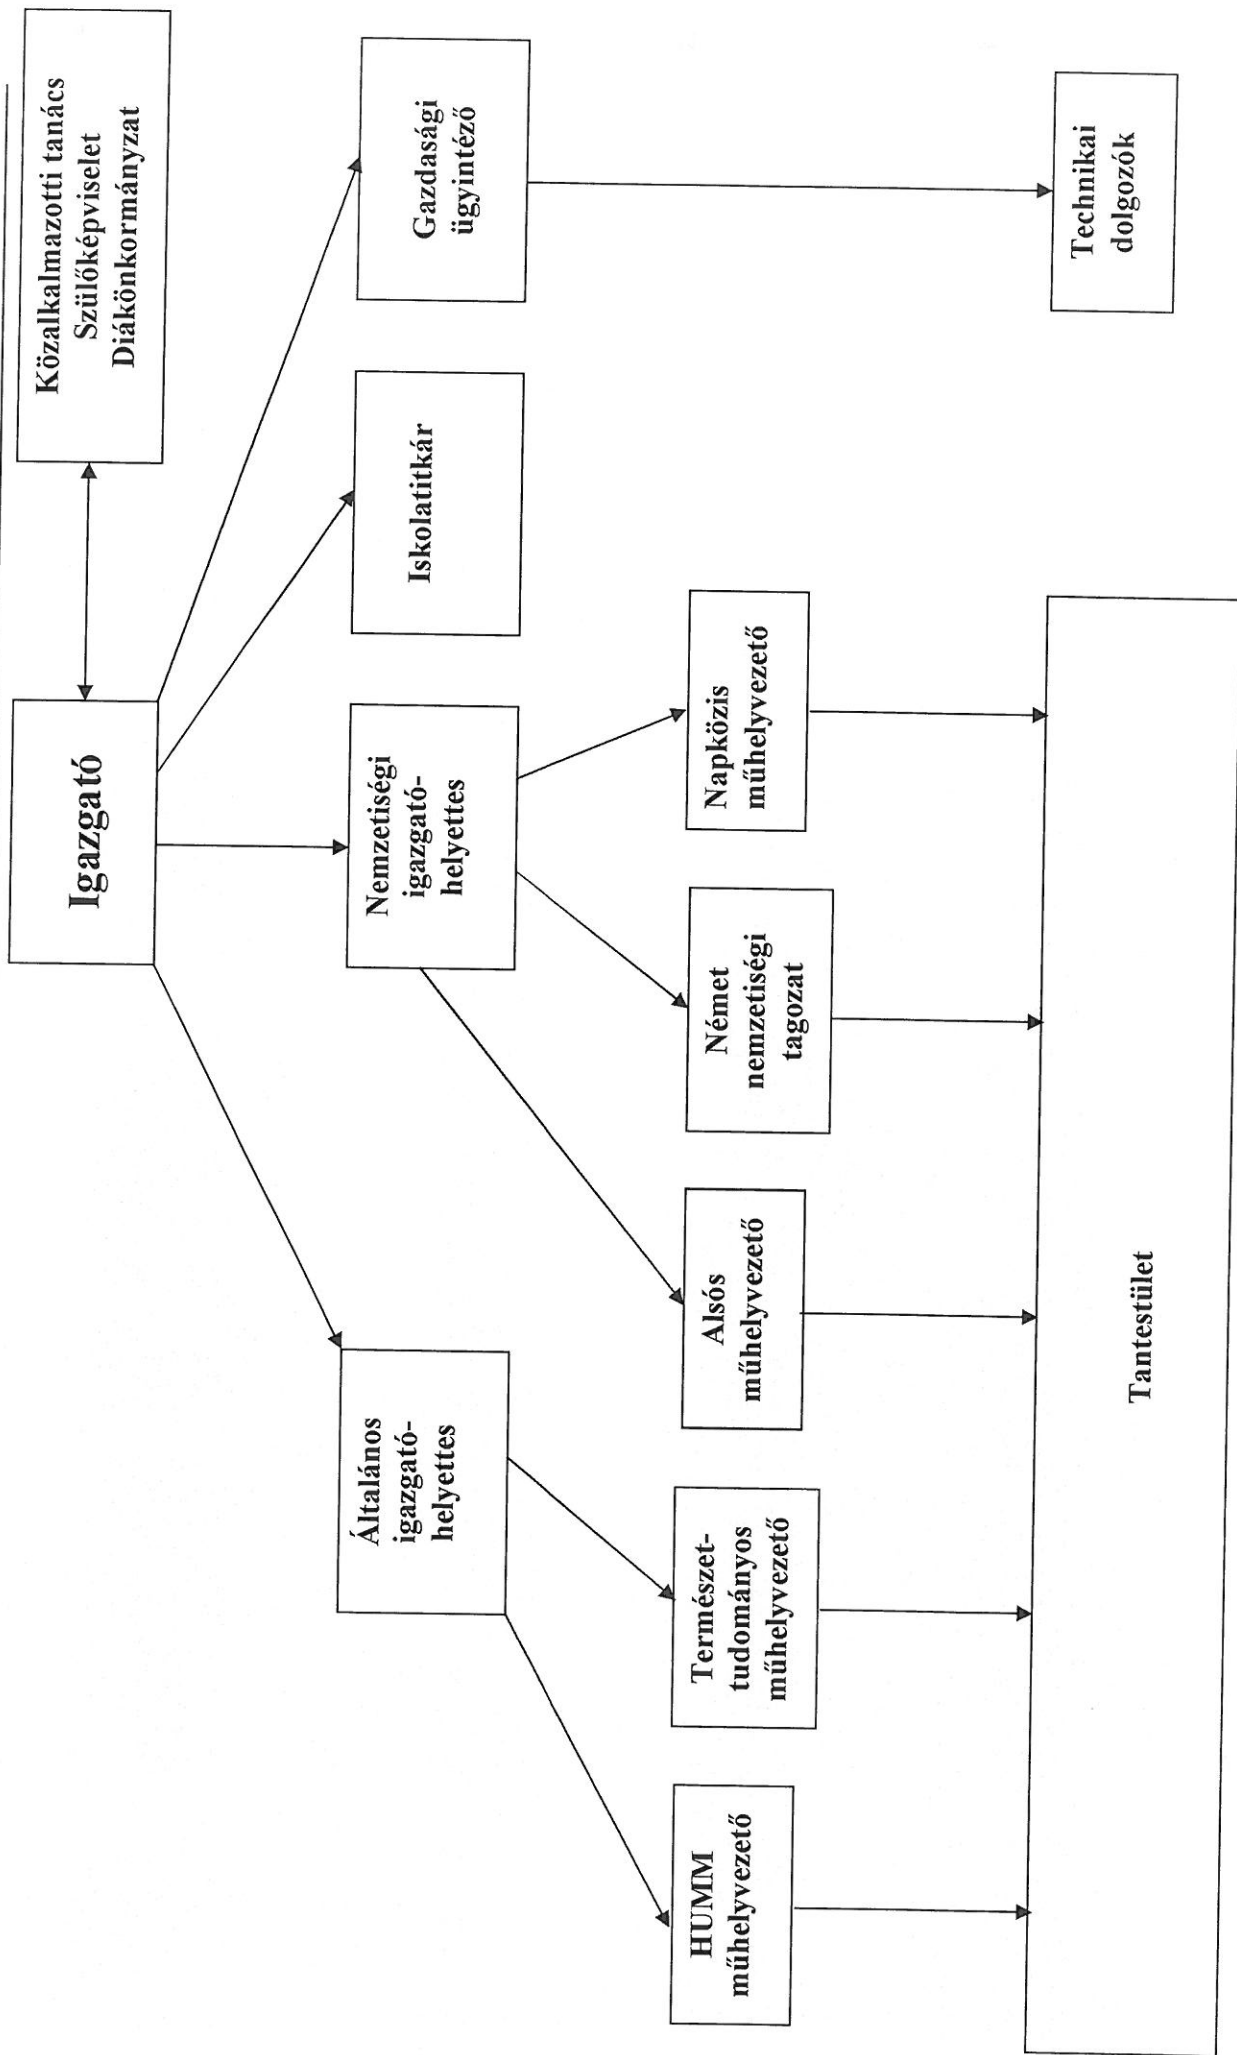 Közalkalmazotti tanács
Szülőképviselet
Diákönkormányzat
Igazgató
Általános
igazgató-
helyettes
Nemzetiségi
igazgató-
helyettes
Iskolatitkár
Gazdasági
ügyintéző
HUMM
műhelyvezető
Természet-
tudományos
műhelyvezető
Alsós
műhelyvezető
Német
nemzetiségi
tagozat
Napközis
műhelyvezető
Technikai
dolgozók
Tantestület